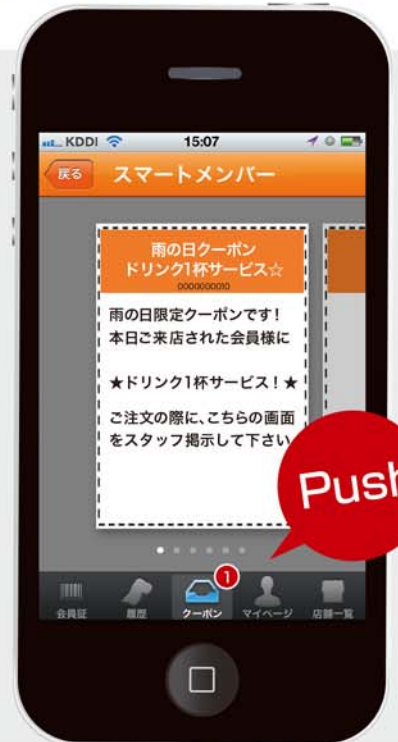 KDDI
15:07
戻る
スマートメンバー
雨の日クーポン
ドリンク1杯サービス☆
0000000010
雨の日限定クーポンです!
本日ご来店された会員様に
★ドリンク1杯サービス!★
ご注文の際に、こちらの画面
をスタッフ掲示して下さい
Push
1
会員証
履歴
クーポン
マイページ
店舗一覧